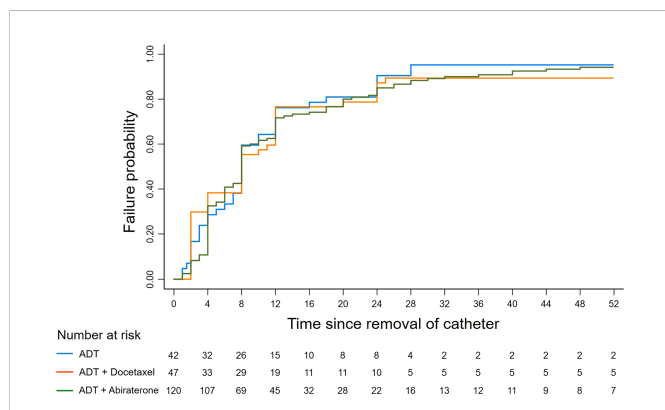 1.00
0.80
0.60
0.40
0.20
0.00
Failure probability
0 4 8 12 16 20 24 28 32 36 40 44 48 52
Time since removal of catheter
Number at risk
ADT 42 32 26 15 10 8 8 4 2 2 2 2 2 2
ADT + Docetaxel 47 33 29 19 11 11 10 5 5 5 5 5 5 5
ADT + Abiraterone 120 107 69 45 32 28 22 16 13 12 11 9 8 7